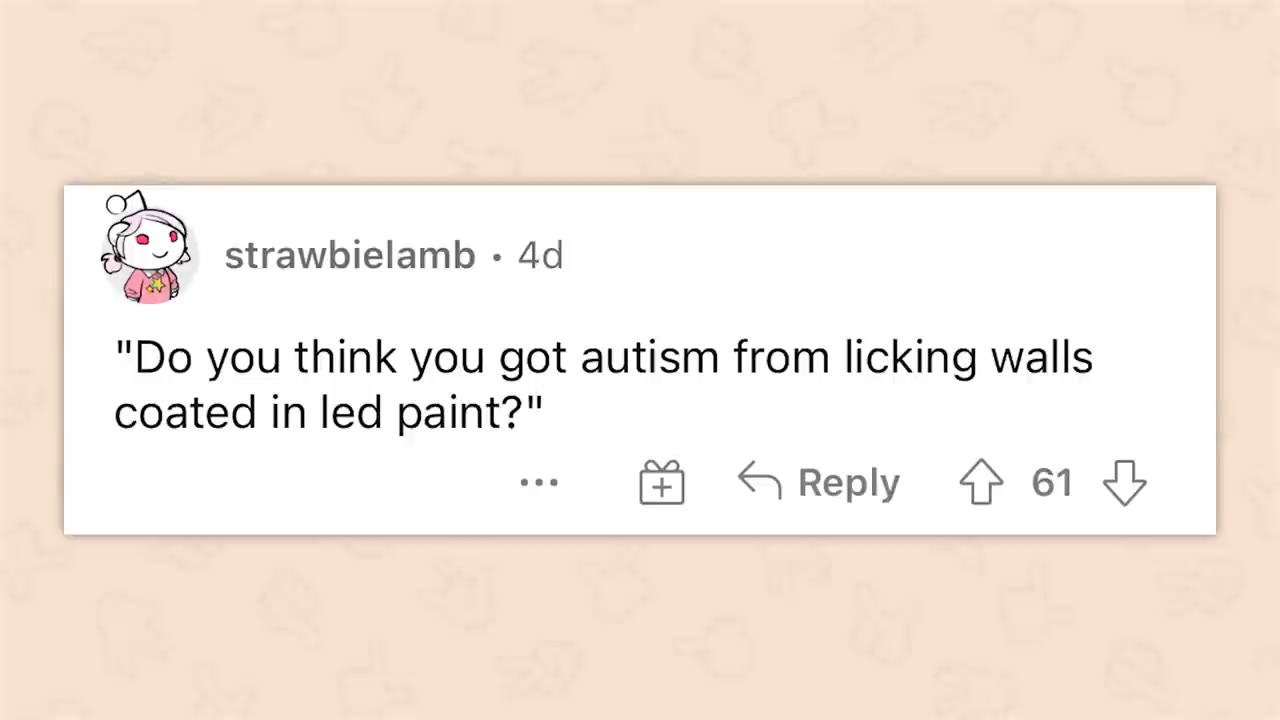 strawbielamb • 4d
"Do you think you got autism from licking walls
coated in led paint?"
Reply 61